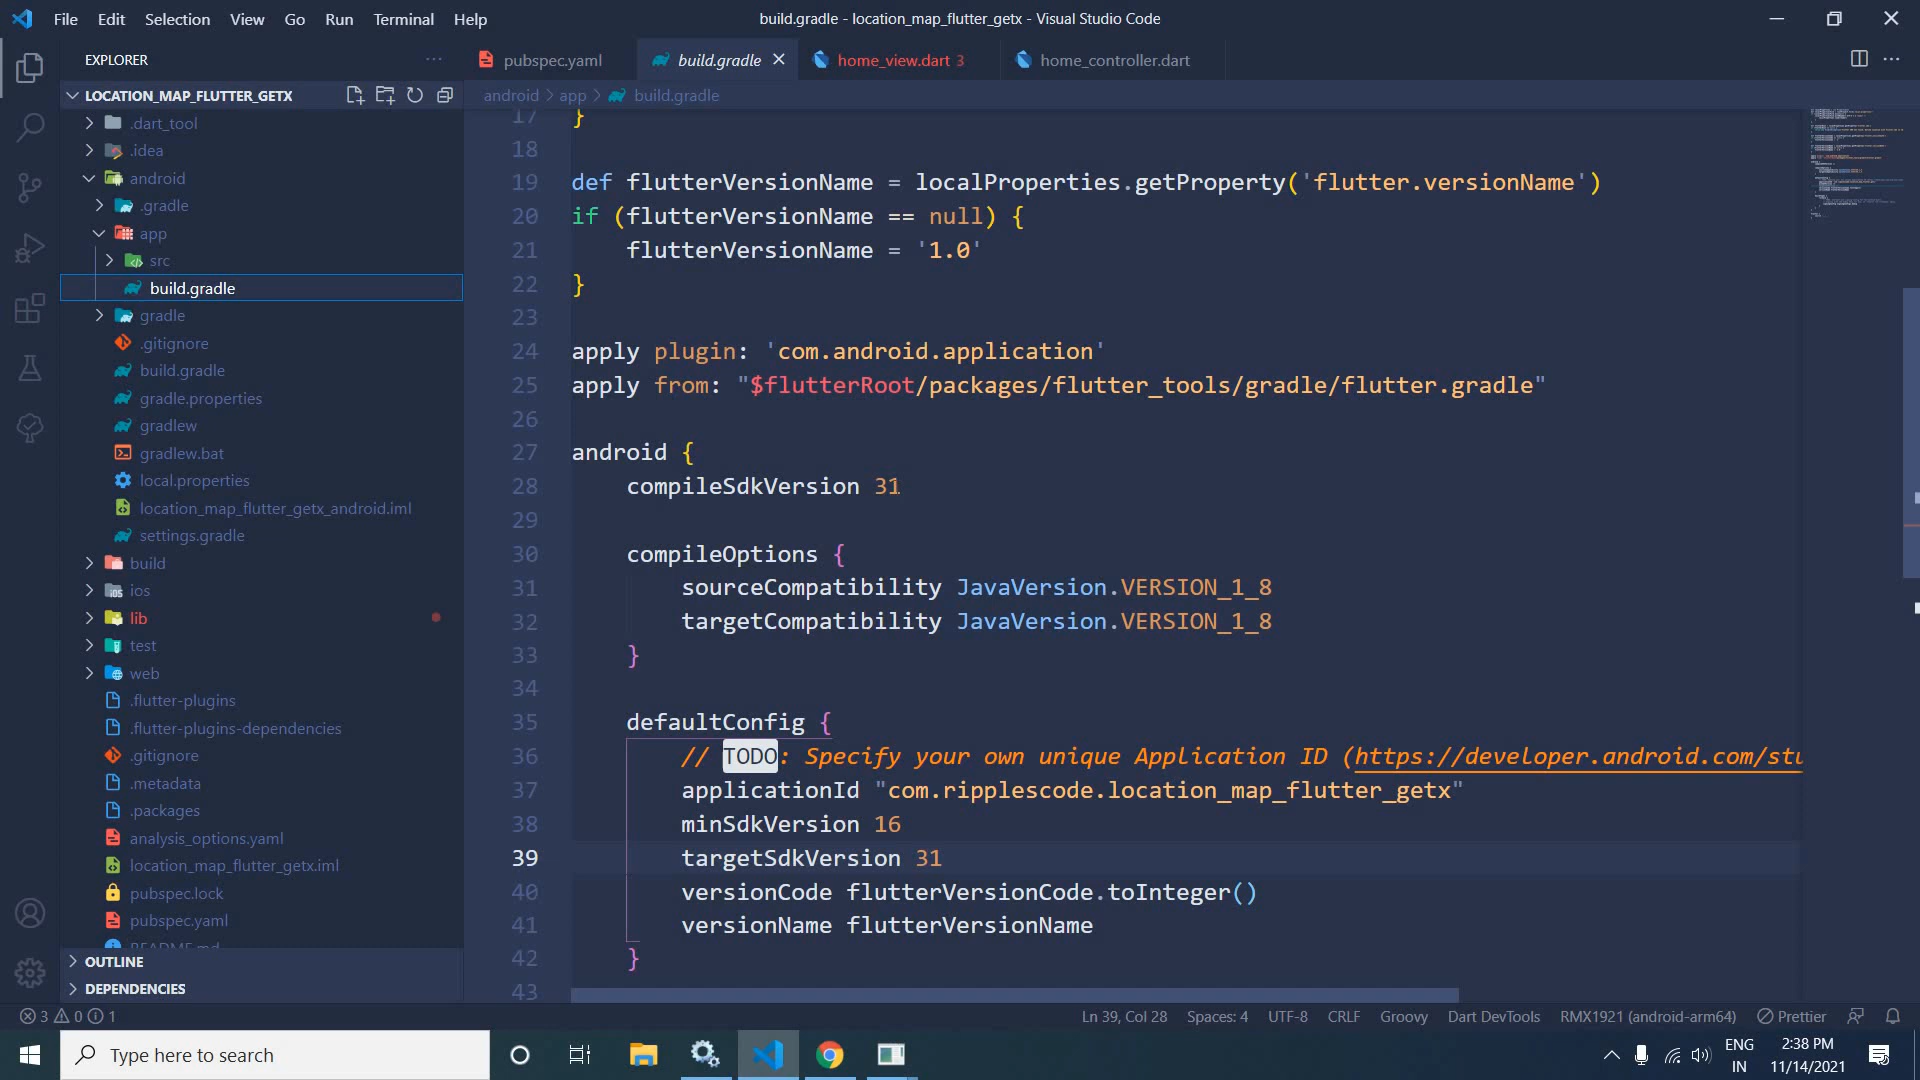 File Edit Selection View Go Run Terminal Help
build.gradle - location_map_flutter_getx - Visual Studio Code
EXPLORER
pubspec.yaml
build.gradle
home_view.dart 3
home_controller.dart
LOCATION_MAP_FLUTTER_GETX
android > app > build.gradle
.dart_tool
.idea
android
.gradle
app
src
build.gradle
gradle
.gitignore
build.gradle
gradle.properties
gradlew
gradlew.bat
local.properties
location_map_flutter_getx_android.iml
settings.gradle
build
ios
lib
test
web
.flutter-plugins
.flutter-plugins-dependencies
.gitignore
.metadata
.packages
analysis_options.yaml
location_map_flutter_getx.iml
pubspec.lock
pubspec.yaml
README.md
OUTLINE
DEPENDENCIES
17 }
18
19 def flutterVersionName = localProperties.getProperty('flutter.versionName')
20 if (flutterVersionName == null) {
21 flutterVersionName = '1.0'
22 }
23
24 apply plugin: 'com.android.application'
25 apply from: "$flutterRoot/packages/flutter_tools/gradle/flutter.gradle"
26
27 android {
28 compileSdkVersion 31
29
30 compileOptions {
31 sourceCompatibility JavaVersion.VERSION_1_8
32 targetCompatibility JavaVersion.VERSION_1_8
33 }
34
35 defaultConfig {
36 // TODO: Specify your own unique Application ID (https://developer.android.com/stu
37 applicationId "com.ripplescode.location_map_flutter_getx"
38 minSdkVersion 16
39 targetSdkVersion 31
40 versionCode flutterVersionCode.toInteger()
41 versionName flutterVersionName
42 }
43
3 0 1
Ln 39, Col 28 Spaces: 4 UTF-8 CRLF Groovy Dart DevTools RMX1921 (android-arm64) Prettier
Type here to search
ENG
IN
2:38 PM
11/14/2021